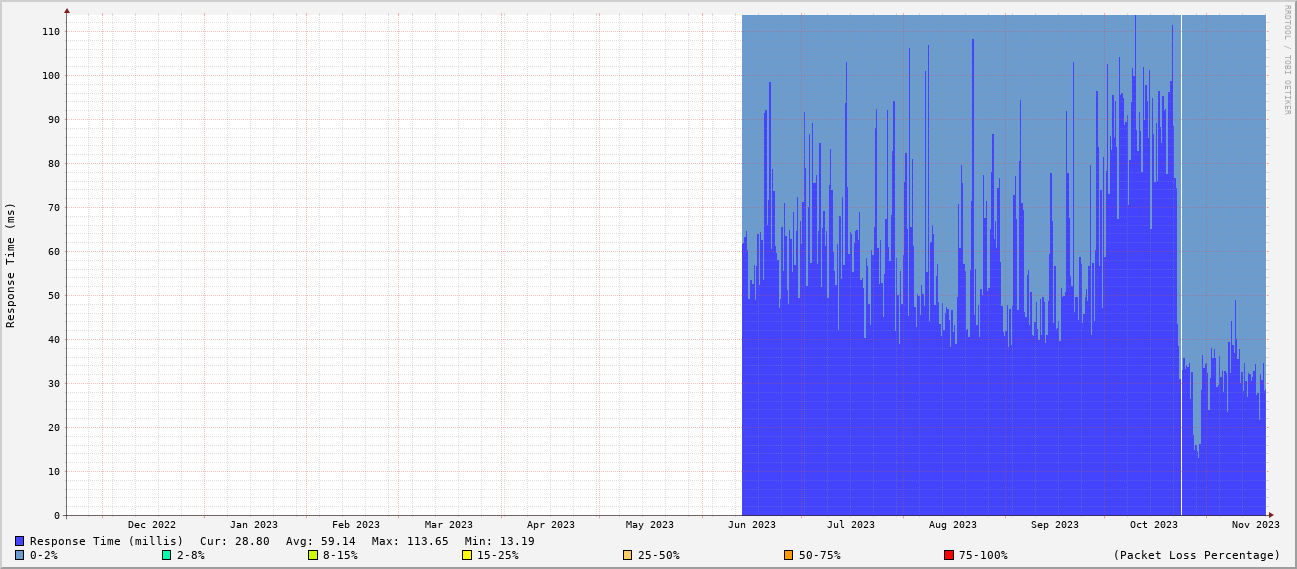 RRDTOOL / TOBI OETIKER
Response Time (ms)
110
100
90
80
70
60
50
40
30
20
10
0
Dec 2022 Jan 2023 Feb 2023 Mar 2023 Apr 2023 May 2023 Jun 2023 Jul 2023 Aug 2023 Sep 2023 Oct 2023 Nov 2023
Response Time (millis) Cur: 28.80 Avg: 59.14 Max: 113.65 Min: 13.19
0-2% 2-8% 8-15% 15-25% 25-50% 50-75% 75-100% (Packet Loss Percentage)